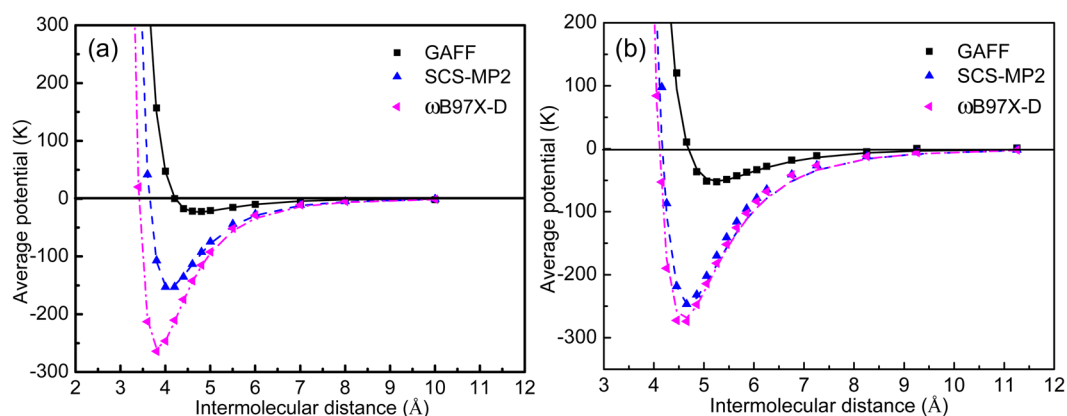 (a)
GAFF
SCS-MP2
ωB97X-D
Average potential (K)
300
200
100
0
-100
-200
-300
2 3 4 5 6 7 8 9 10 11 12
Intermolecular distance (Å)
(b)
GAFF
SCS-MP2
ωB97X-D
Average potential (K)
200
100
0
-100
-200
-300
3 4 5 6 7 8 9 10 11 12
Intermolecular distance (Å)